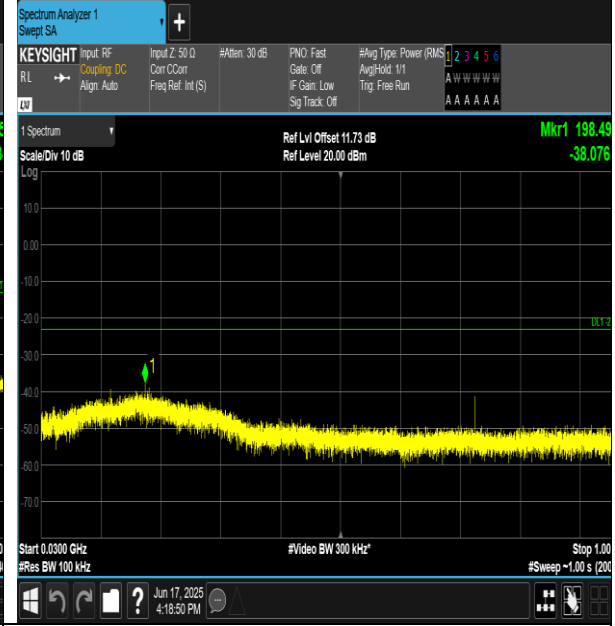 Spectrum Analyzer 1
Swept SA
+
KEYSIGHT
RL
LXI
Input: RF
Coupling: DC
Align: Auto
Input Z: 50 Ω
Corr CCorr
Freq Ref: Int (S)
#Atten: 30 dB
PNO: Fast
Gate: Off
IF Gain: Low
Sig Track: Off
#Avg Type: Power (RMS
Avg|Hold: 1/1
Trig: Free Run
1 2 3 4 5 6
A W W W W W
A A A A A A
1 Spectrum
Scale/Div 10 dB
Ref Lvl Offset 11.73 dB
Ref Level 20.00 dBm
Mkr1 198.49
-38.076
Log
10.0
0.00
-10.0
-20.0
-30.0
-40.0
-50.0
-60.0
-70.0
DL1 -2
1
Start 0.0300 GHz
#Res BW 100 kHz
#Video BW 300 kHz*
Stop 1.00
#Sweep ~1.00 s (200
?
Jun 17, 2025
4:18:50 PM